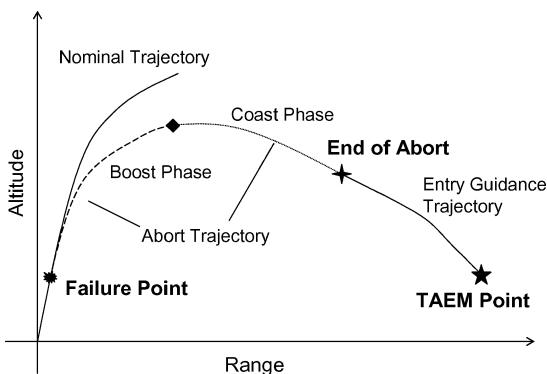 Nominal Trajectory
Coast Phase
End of Abort
Boost Phase
Entry Guidance
Trajectory
Altitude
Abort Trajectory
Failure Point
TAEM Point
Range